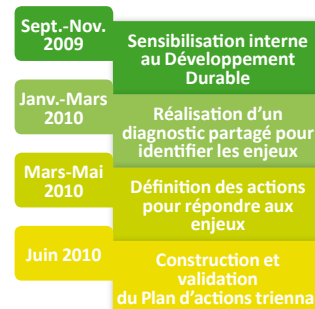 Sept.-Nov.
2009
Sensibilisation interne
au Développement
Durable
Janv.-Mars
2010
Réalisation d'un
diagnostic partagé pour
identifier les enjeux
Mars-Mai
2010
Définition des actions
pour répondre aux
enjeux
Juin 2010
Construction et
validation
du Plan d'actions trienna